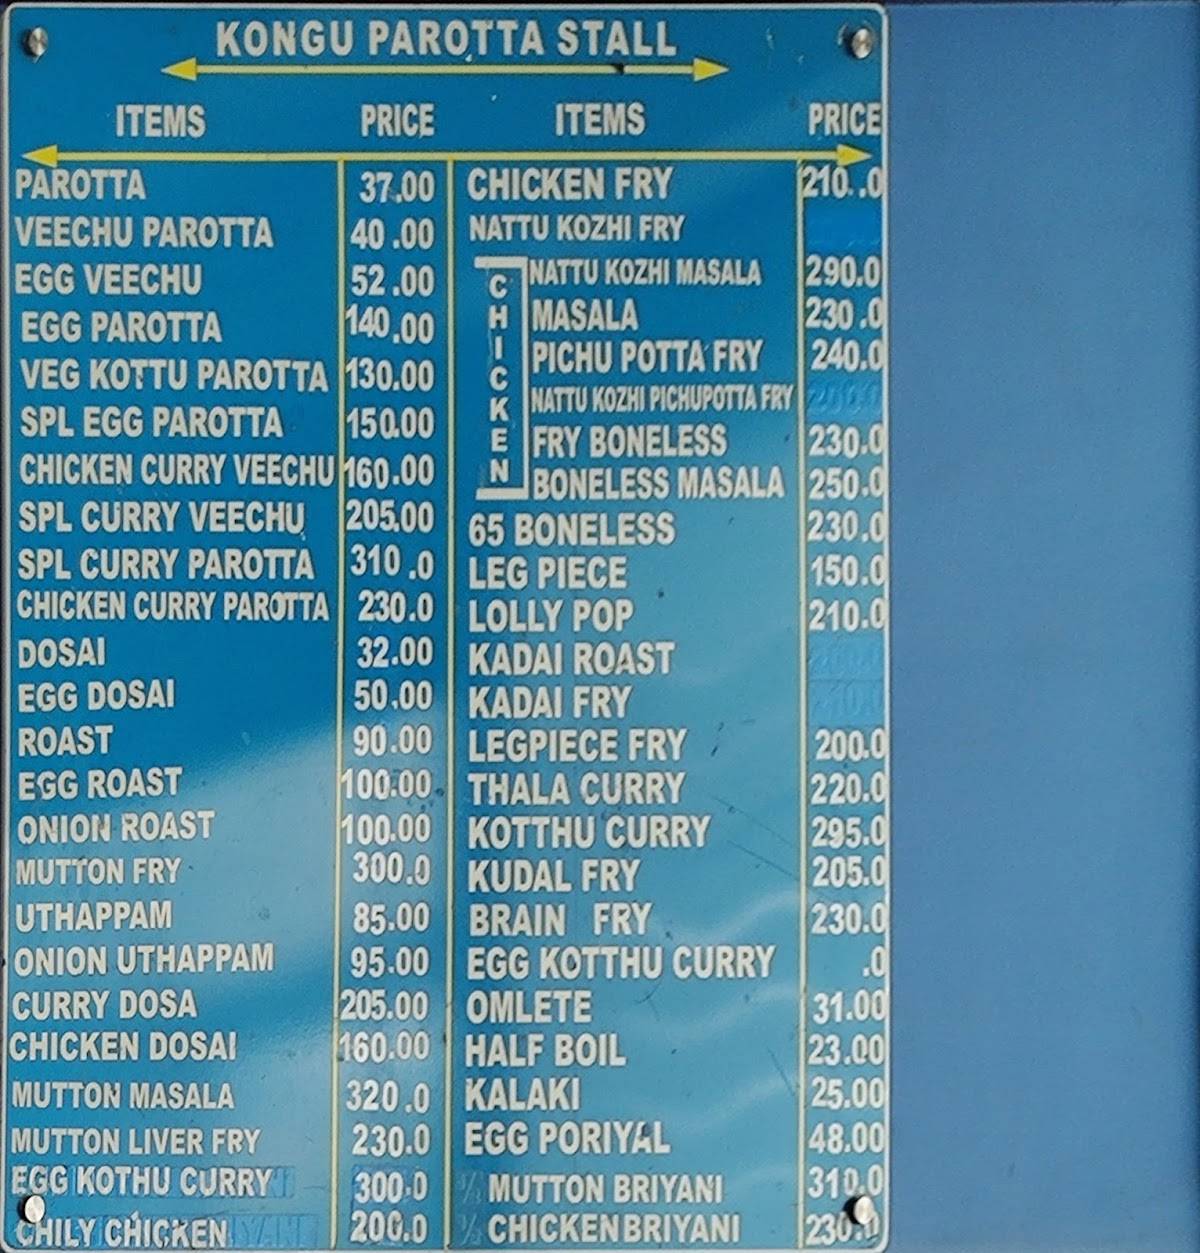 KONGU PAROTTA STALL
ITEMS PRICE ITEMS PRICE
PAROTTA 37.00
VEECHU PAROTTA 40.00
EGG VEECHU 52.00
EGG PAROTTA 140.00
VEG KOTTU PAROTTA 130.00
SPL EGG PAROTTA 150.00
CHICKEN CURRY VEECHU 160.00
SPL CURRY VEECHU 205.00
SPL CURRY PAROTTA 310.0
CHICKEN CURRY PAROTTA 230.0
DOSAI 32.00
EGG DOSAI 50.00
ROAST 90.00
EGG ROAST 100.00
ONION ROAST 100.00
MUTTON FRY 300.0
UTHAPPAM 85.00
ONION UTHAPPAM 95.00
CURRY DOSA 205.00
CHICKEN DOSAI 160.00
MUTTON MASALA 320.0
MUTTON LIVER FRY 230.0
EGG KOTHU CURRY 300.0
CHILY CHICKEN 200.0
CHICKEN FRY 210.0
NATTU KOZHI FRY
CHICKEN
NATTU KOZHI MASALA 290.0
MASALA 230.0
PICHU POTTA FRY 240.0
NATTU KOZHI PICHUPOTTA FRY
FRY BONELESS 230.0
BONELESS MASALA 250.0
65 BONELESS 230.0
LEG PIECE 150.0
LOLLY POP 210.0
KADAI ROAST
KADAI FRY
LEGPIECE FRY 200.0
THALA CURRY 220.0
KOTTHU CURRY 295.0
KUDAL FRY 205.0
BRAIN FRY 230.0
EGG KOTTHU CURRY .0
OMLETE 31.00
HALF BOIL 23.00
KALAKI 25.00
EGG PORIYAL 48.00
MUTTON BRIYANI 310.0
CHICKEN BRIYANI 230.0